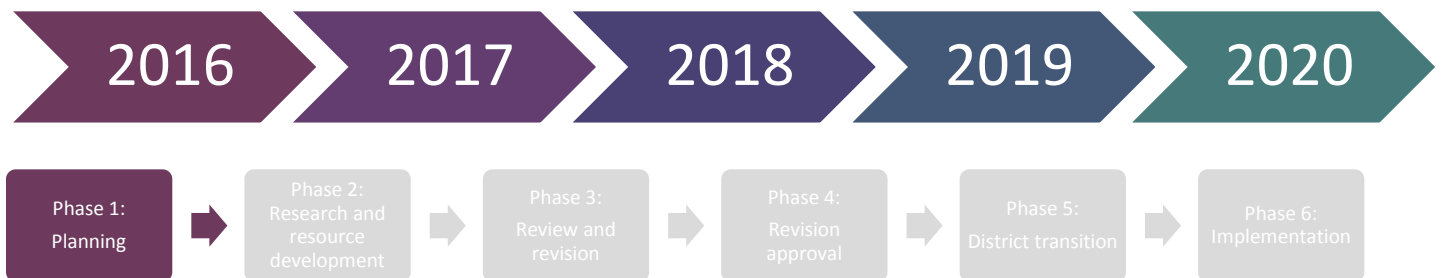 2016
2017
2018
2019
2020
Phase 1:
Planning
Phase 2:
Research and
resource
development
Phase 3:
Review and
revision
Phase 4:
Revision
approval
Phase 5:
District transition
Phase 6:
Implementation